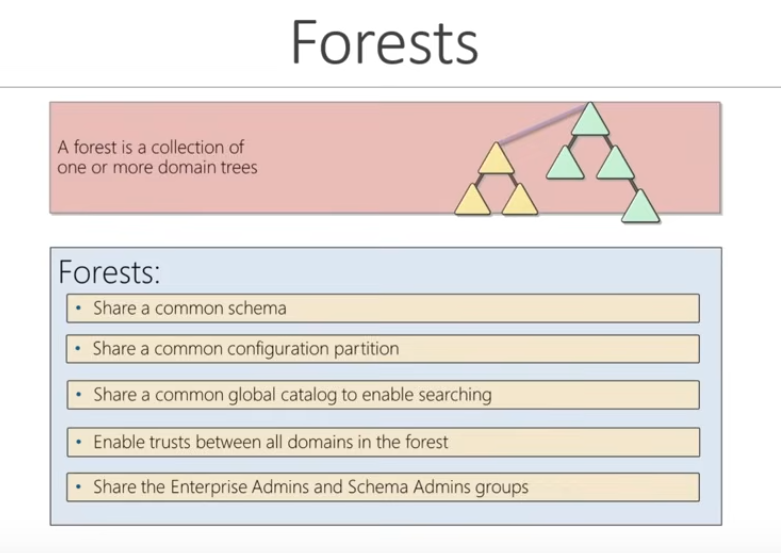 Forests
A forest is a collection of
one or more domain trees
Forests:
• Share a common schema
• Share a common configuration partition
• Share a common global catalog to enable searching
• Enable trusts between all domains in the forest
• Share the Enterprise Admins and Schema Admins groups